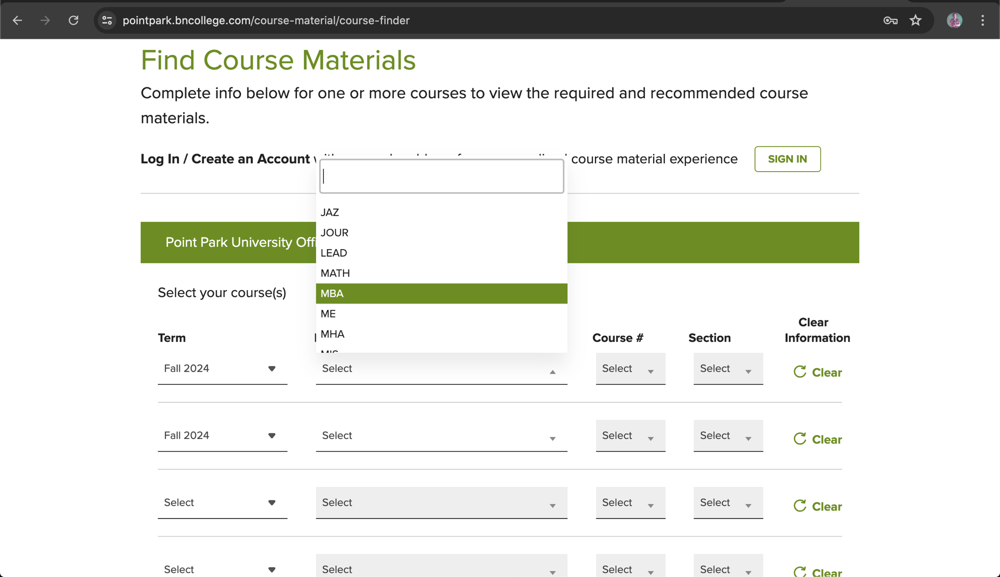 pointpark.bncollege.com/course-material/course-finder
Find Course Materials
Complete info below for one or more courses to view the required and recommended course
materials.
Log In / Create an Account course material experience SIGN IN
JAZ
JOUR
LEAD
MATH
MBA
ME
MHA
Point Park University Offi
Select your course(s)
Term Course # Section Clear Information
Fall 2024 Select Select Select Clear
Fall 2024 Select Select Select Clear
Select Select Select Select Clear
Select Select Select Select Clear